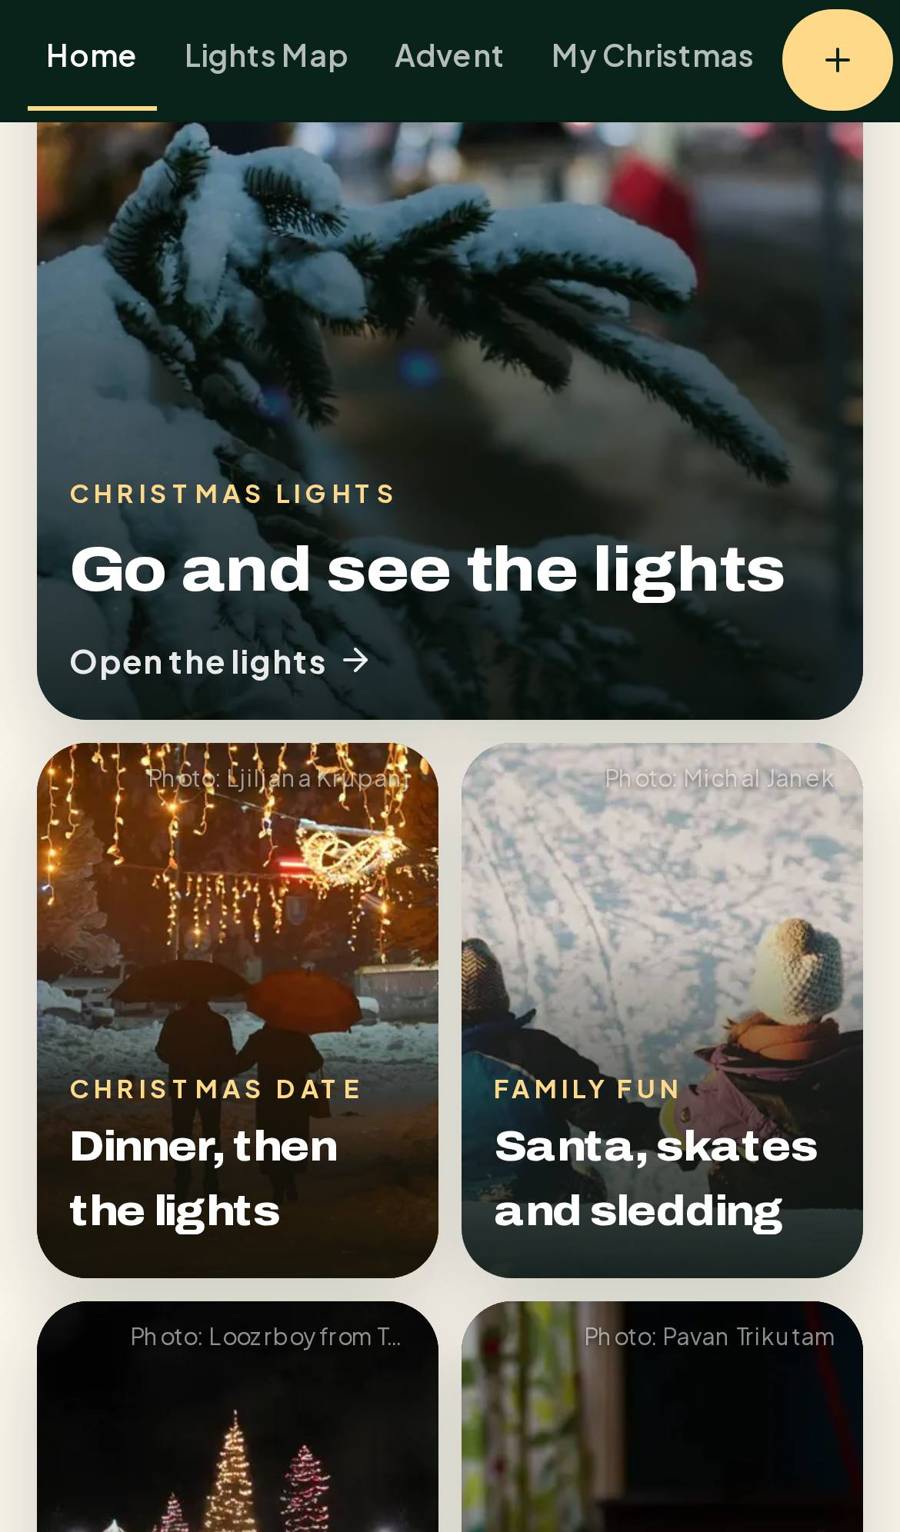 Home Lights Map Advent My Christmas +
CHRISTMAS LIGHTS
Go and see the lights
Open the lights →
Photo: Ljiljana Krupanj
Photo: Michal Janek
CHRISTMAS DATE
Dinner, then
the lights
FAMILY FUN
Santa, skates
and sledding
Photo: Loozrboy from T...
Photo: Pavan Trikutam